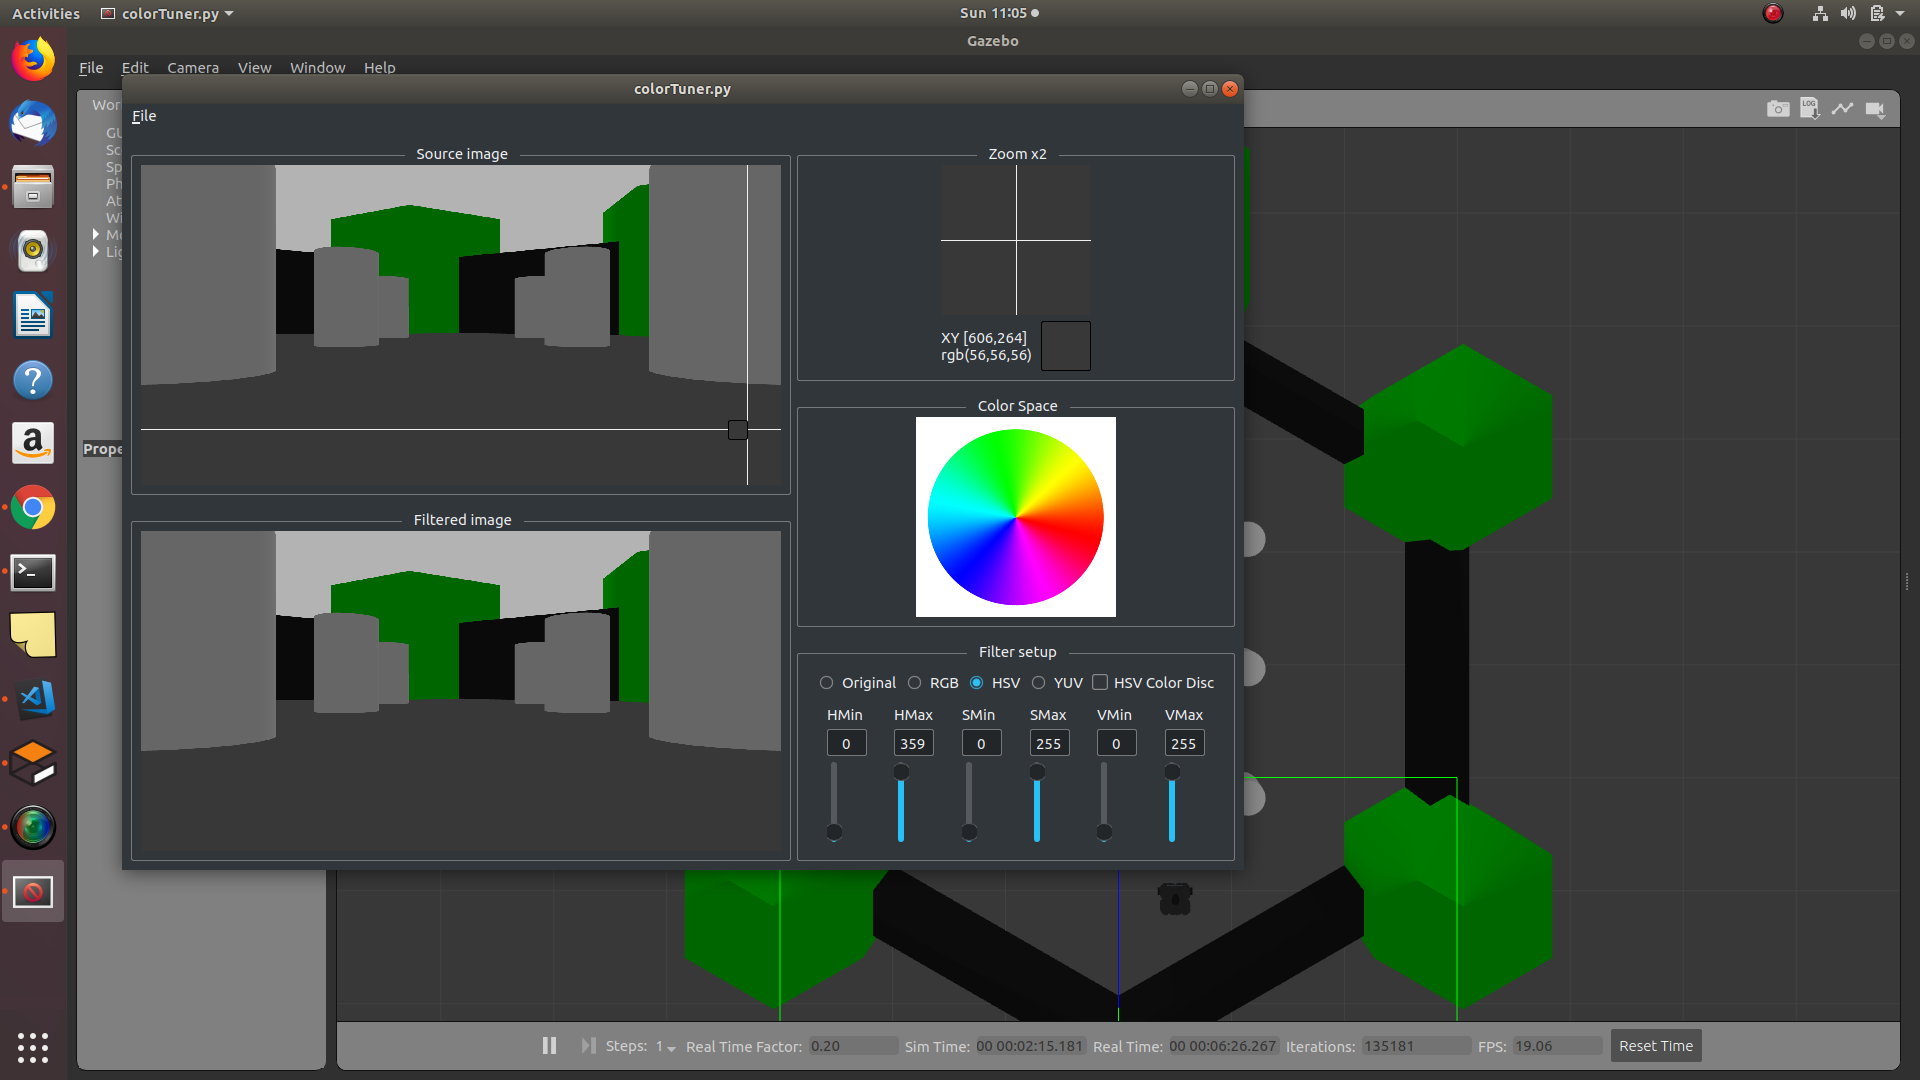 Activities colorTuner.py Sun 11:05
Gazebo
File Edit Camera View Window Help
colorTuner.py
File
Wor
GU
Sc
Sp
Ph
At
Wi
Mo
Lig
Prope
LOG
Source image
Zoom x2
XY [606,264]
rgb(56,56,56)
Color Space
Filtered image
Filter setup
Original RGB HSV YUV HSV Color Disc
HMin HMax SMin SMax VMin VMax
0 359 0 255 0 255
Steps: 1 Real Time Factor: 0.20 Sim Time: 00 00:02:15.181 Real Time: 00 00:06:26.267 Iterations: 135181 FPS: 19.06 Reset Time